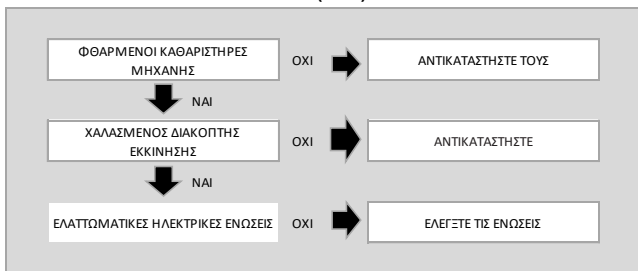 ΦΘΑΡΜΕΝΟΙ ΚΑΘΑΡΙΣΤΗΡΕΣ
ΜΗΧΑΝΗΣ
ΟΧΙ
ΑΝΤΙΚΑΤΑΣΤΗΣΤΕ ΤΟΥΣ
ΝΑΙ
ΧΑΛΑΣΜΕΝΟΣ ΔΙΑΚΟΠΤΗΣ
ΕΚΚΙΝΗΣΗΣ
ΟΧΙ
ΑΝΤΙΚΑΤΑΣΤΗΣΤΕ
ΝΑΙ
ΕΛΑΤΤΩΜΑΤΙΚΕΣ ΗΛΕΚΤΡΙΚΕΣ ΕΝΩΣΕΙΣ
ΟΧΙ
ΕΛΕΓΞΤΕ ΤΙΣ ΕΝΩΣΕΙΣ